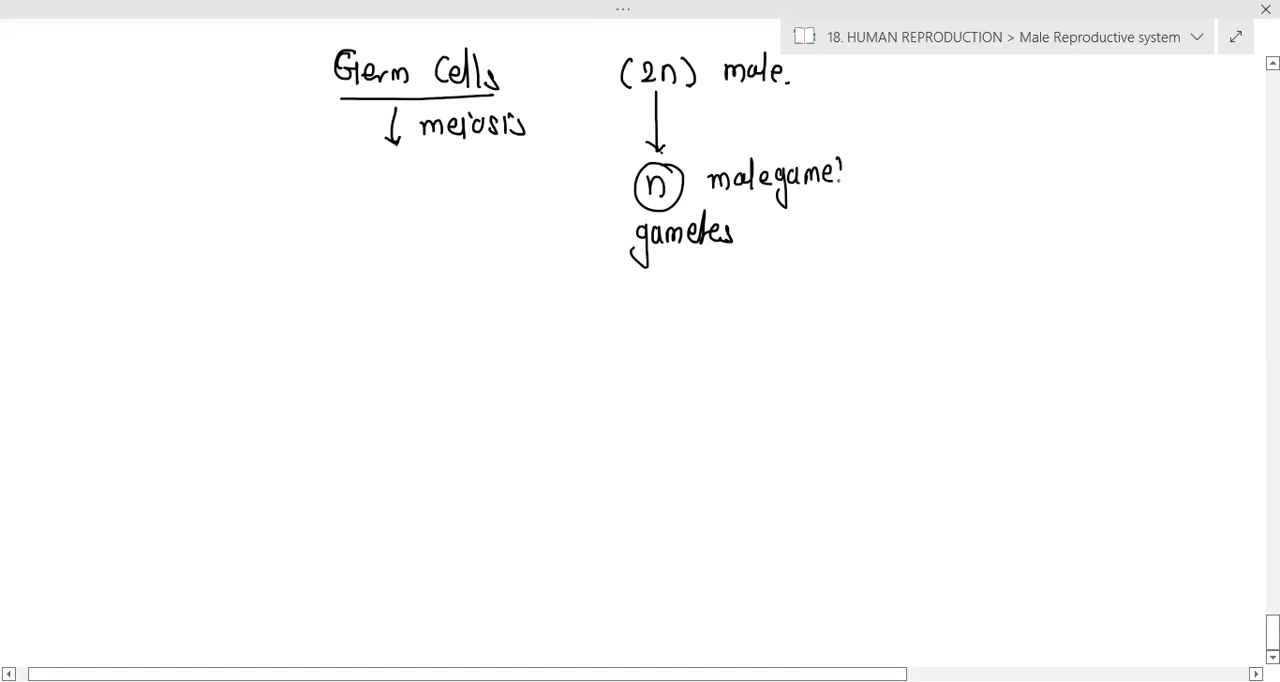 18. HUMAN REPRODUCTION > Male Reproductive system
Germ Cells (2n) male.
↓ meiosis
n malegame
gametes